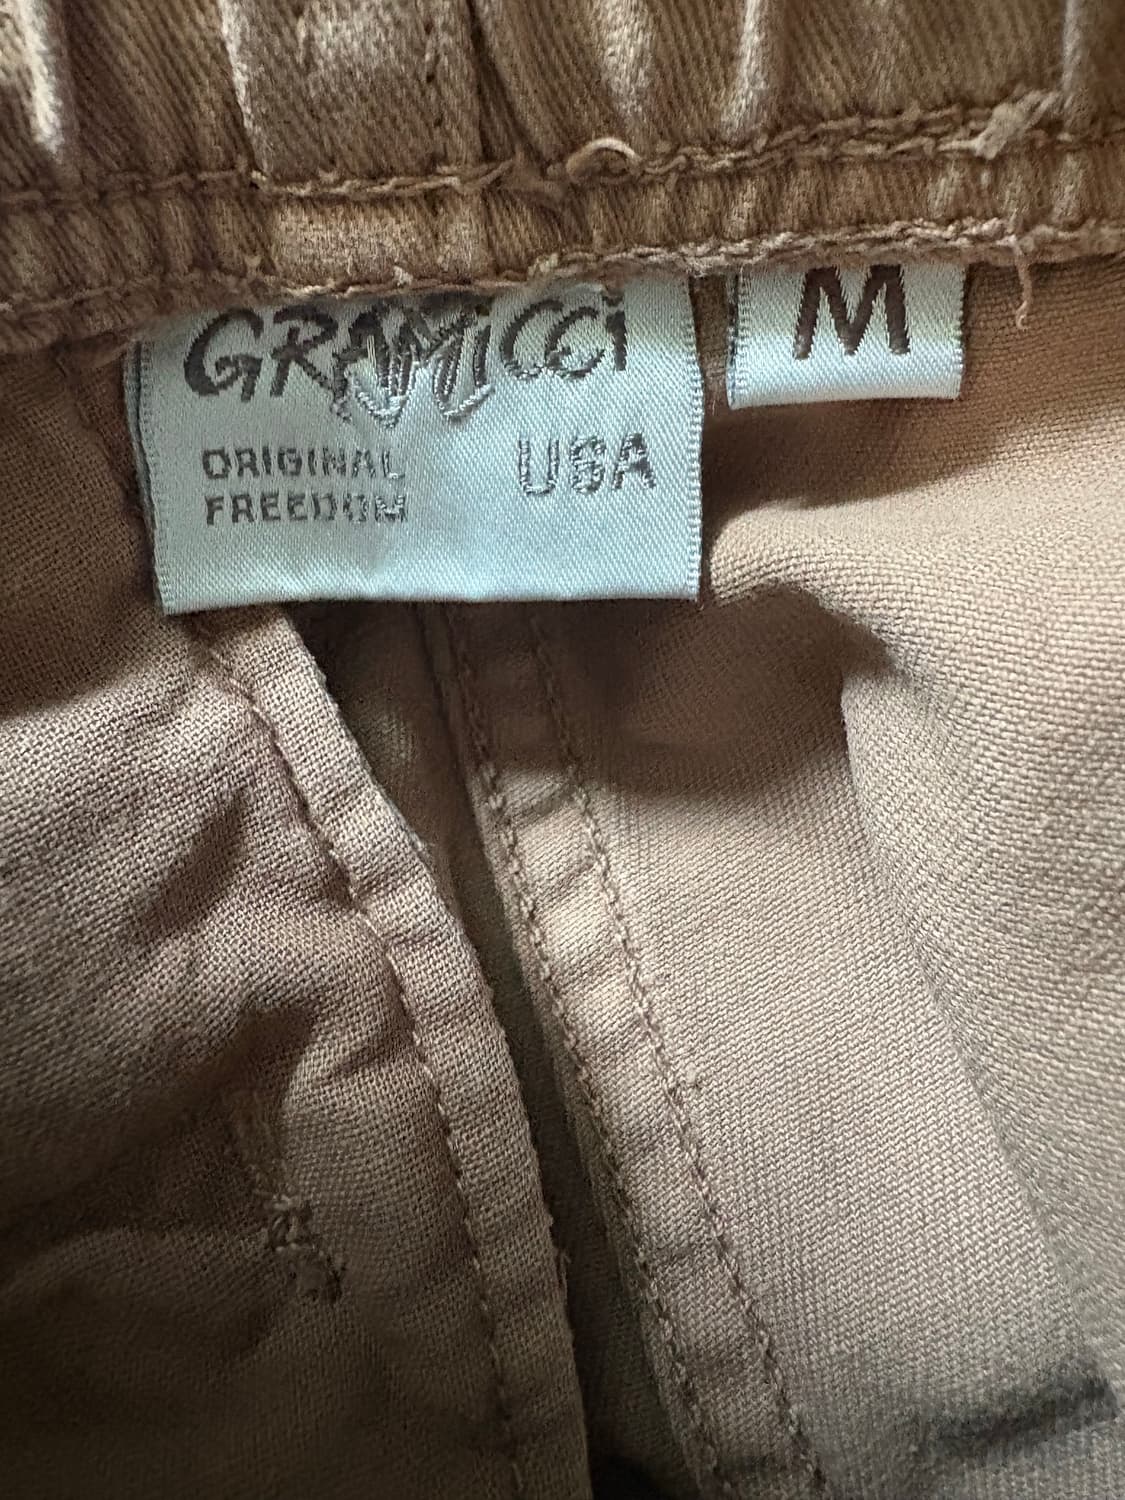 GRAMiCCi
ORIGINAL
FREEDOM
USA
M